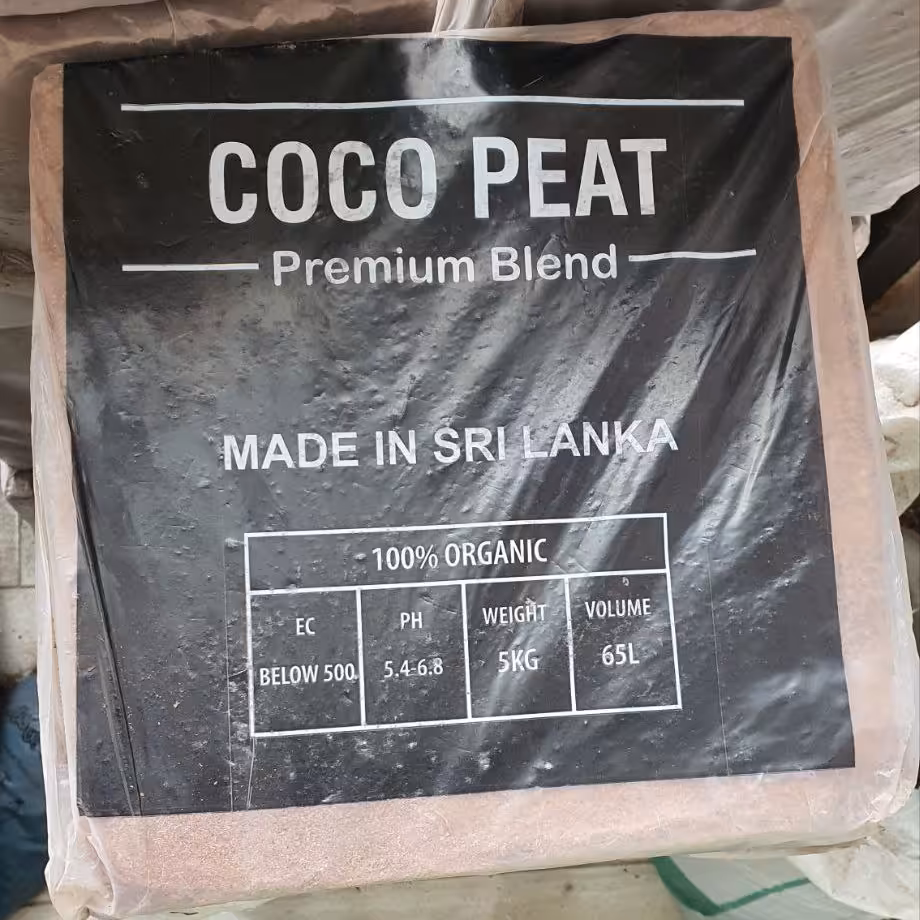 COCO PEAT
Premium Blend
MADE IN SRI LANKA
100% ORGANIC
EC PH WEIGHT VOLUME
BELOW 500 5.4-6.8 5KG 65L